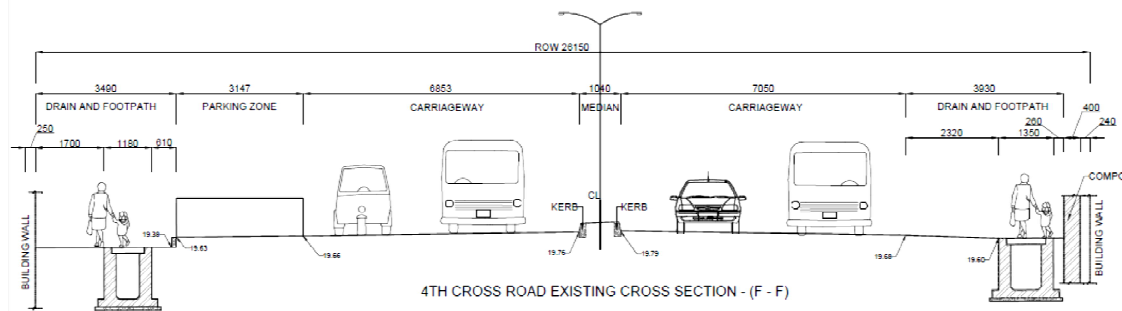 ROW 26150
3490 3147 6853 1040 7050 3930
DRAIN AND FOOTPATH PARKING ZONE CARRIAGEWAY MEDIAN CARRIAGEWAY DRAIN AND FOOTPATH
260 400
250 2320 1350 240
1700 1180 610
COMPO
CL
KERB KERB
BUILDING WALL
BUILDING WALL
19.39
19.63
19.66
19.76 19.79
19.68
19.60
4TH CROSS ROAD EXISTING CROSS SECTION - (F - F)